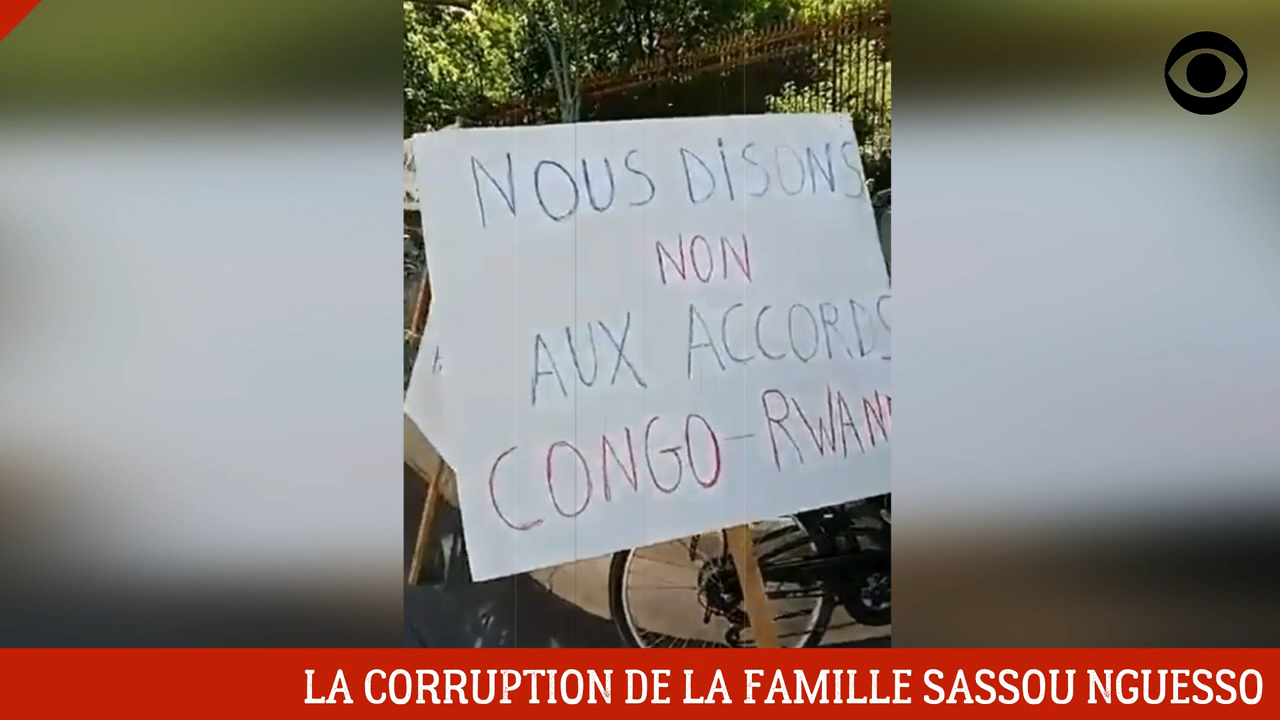 NOUS DISONS
NON
AUX ACCORDS
CONGO-RWAN
LA CORRUPTION DE LA FAMILLE SASSOU NGUESSO